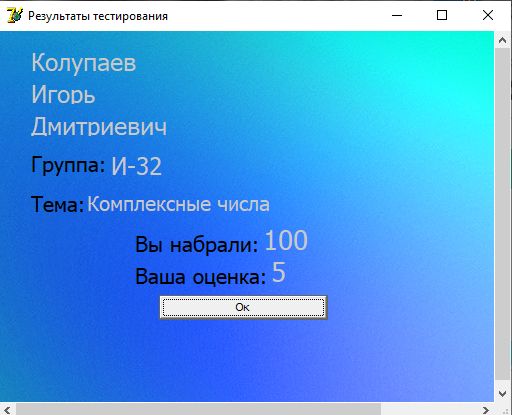 Результаты тестирования
Колупаев
Игорь
Дмитриевич
Группа: И-32
Тема: Комплексные числа
Вы набрали: 100
Ваша оценка: 5
Ок